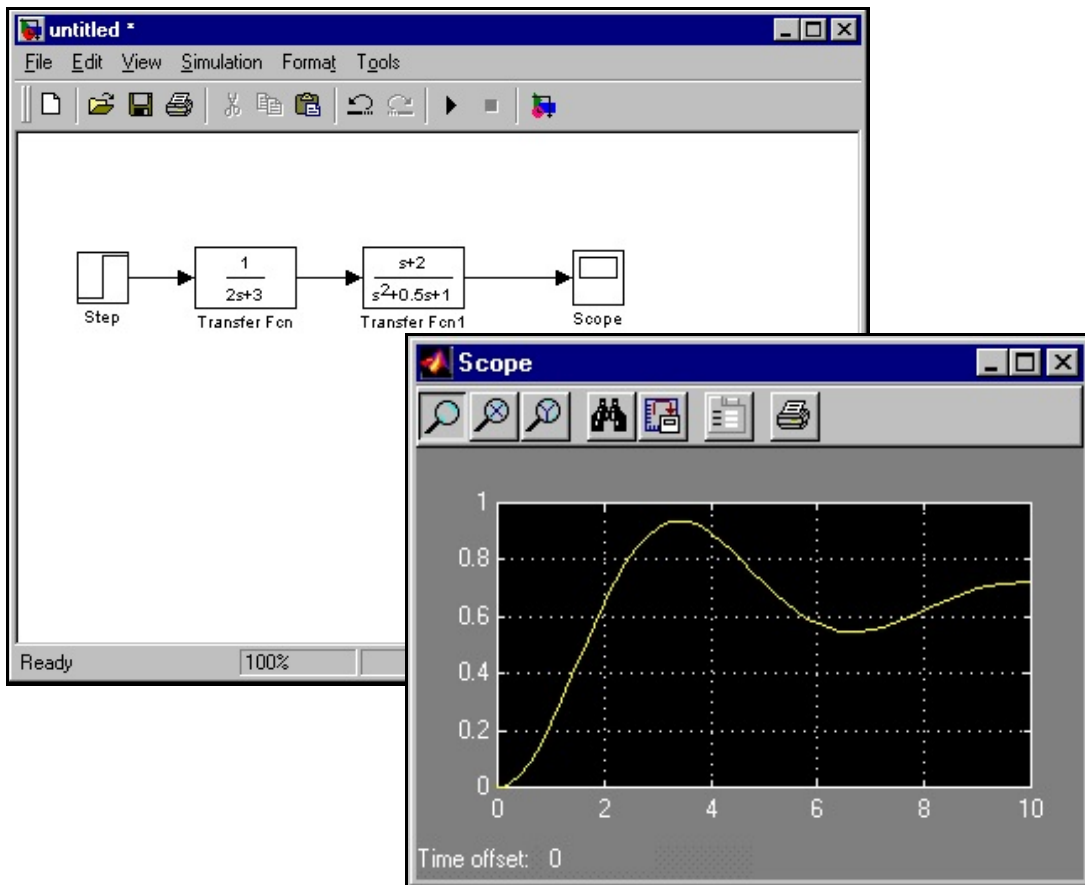 untitled *
File Edit View Simulation Format Tools
1
2s+3
s+2
s2+0.5s+1
Step
Transfer Fcn
Transfer Fcn1
Scope
Ready
100%
Scope
1
0.8
0.6
0.4
0.2
0
0 2 4 6 8 10
Time offset: 0